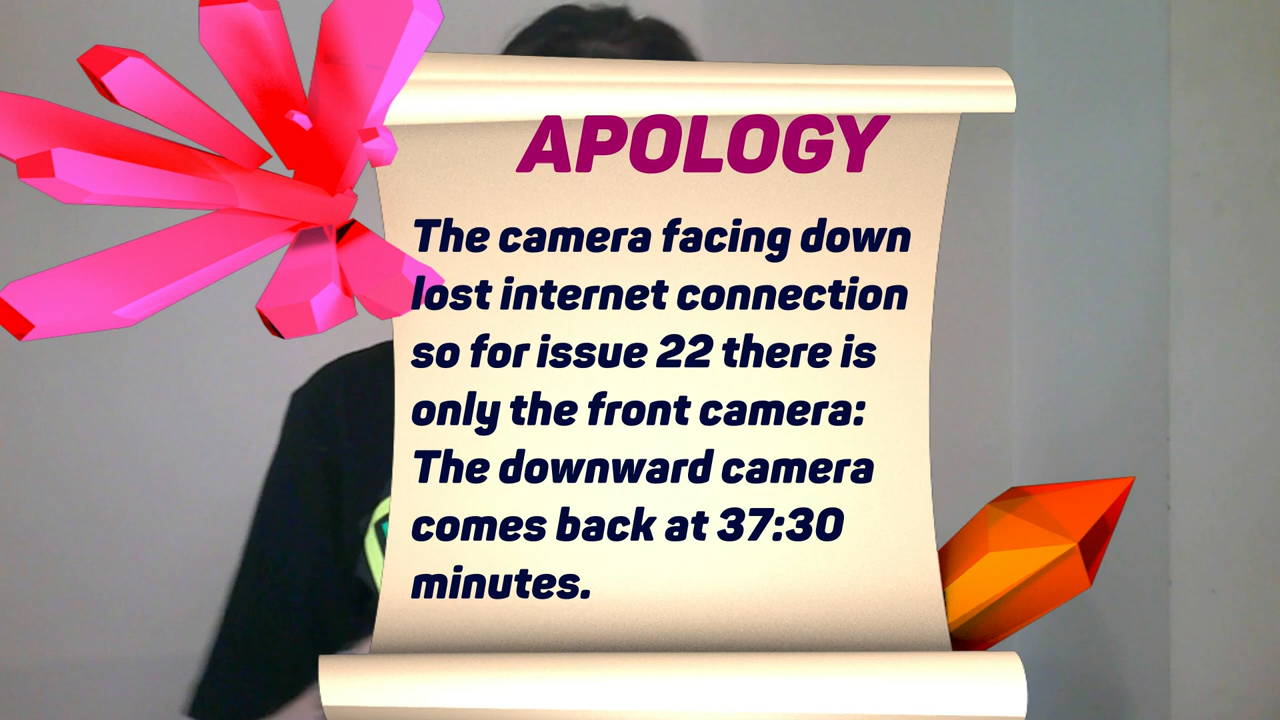 APOLOGY
The camera facing down
lost internet connection
so for issue 22 there is
only the front camera:
The downward camera
comes back at 37:30
minutes.